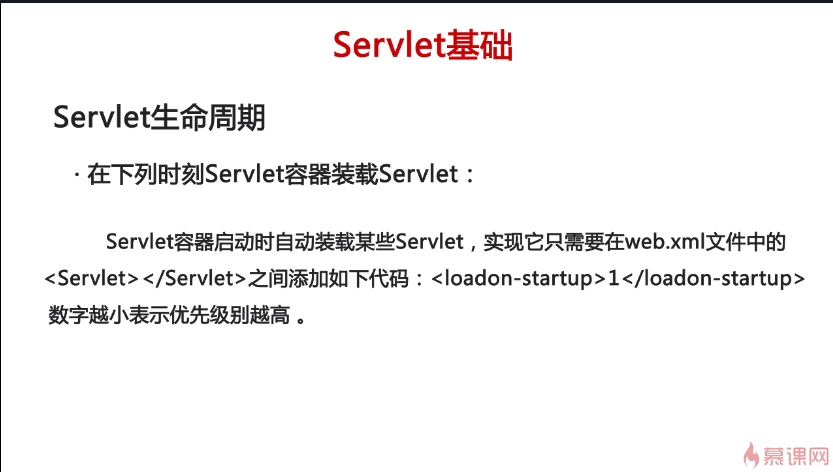 Servlet基础
Servlet生命周期
· 在下列时刻Servlet容器装载Servlet：
Servlet容器启动时自动装载某些Servlet，实现它只需要在web.xml文件中的
<Servlet></Servlet>之间添加如下代码：<loadon-startup>1</loadon-startup>
数字越小表示优先级别越高 。
慕课网